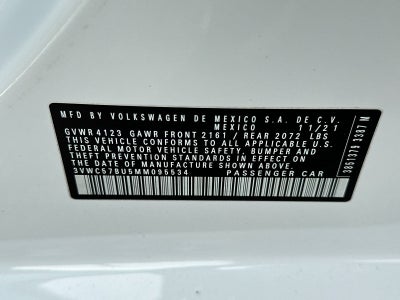 MFD BY VOLKSWAGEN DE MEXICO S.A. DE C.V.
MEXICO 11/21
GVWR 4123 GAWR FRONT 2161 / REAR 2072 LBS
THIS VEHICLE CONFORMS TO ALL APPLICABLE U.S.
FEDERAL MOTOR VEHICLE SAFETY, BUMPER AND
THEFT PREVENTION STANDARDS IN EFFECT ON THE
DATE OF MANUFACTURE SHOWN ABOVE.
3VWC57BU5MM095534 PASSENGER CAR
3861379 3387 M